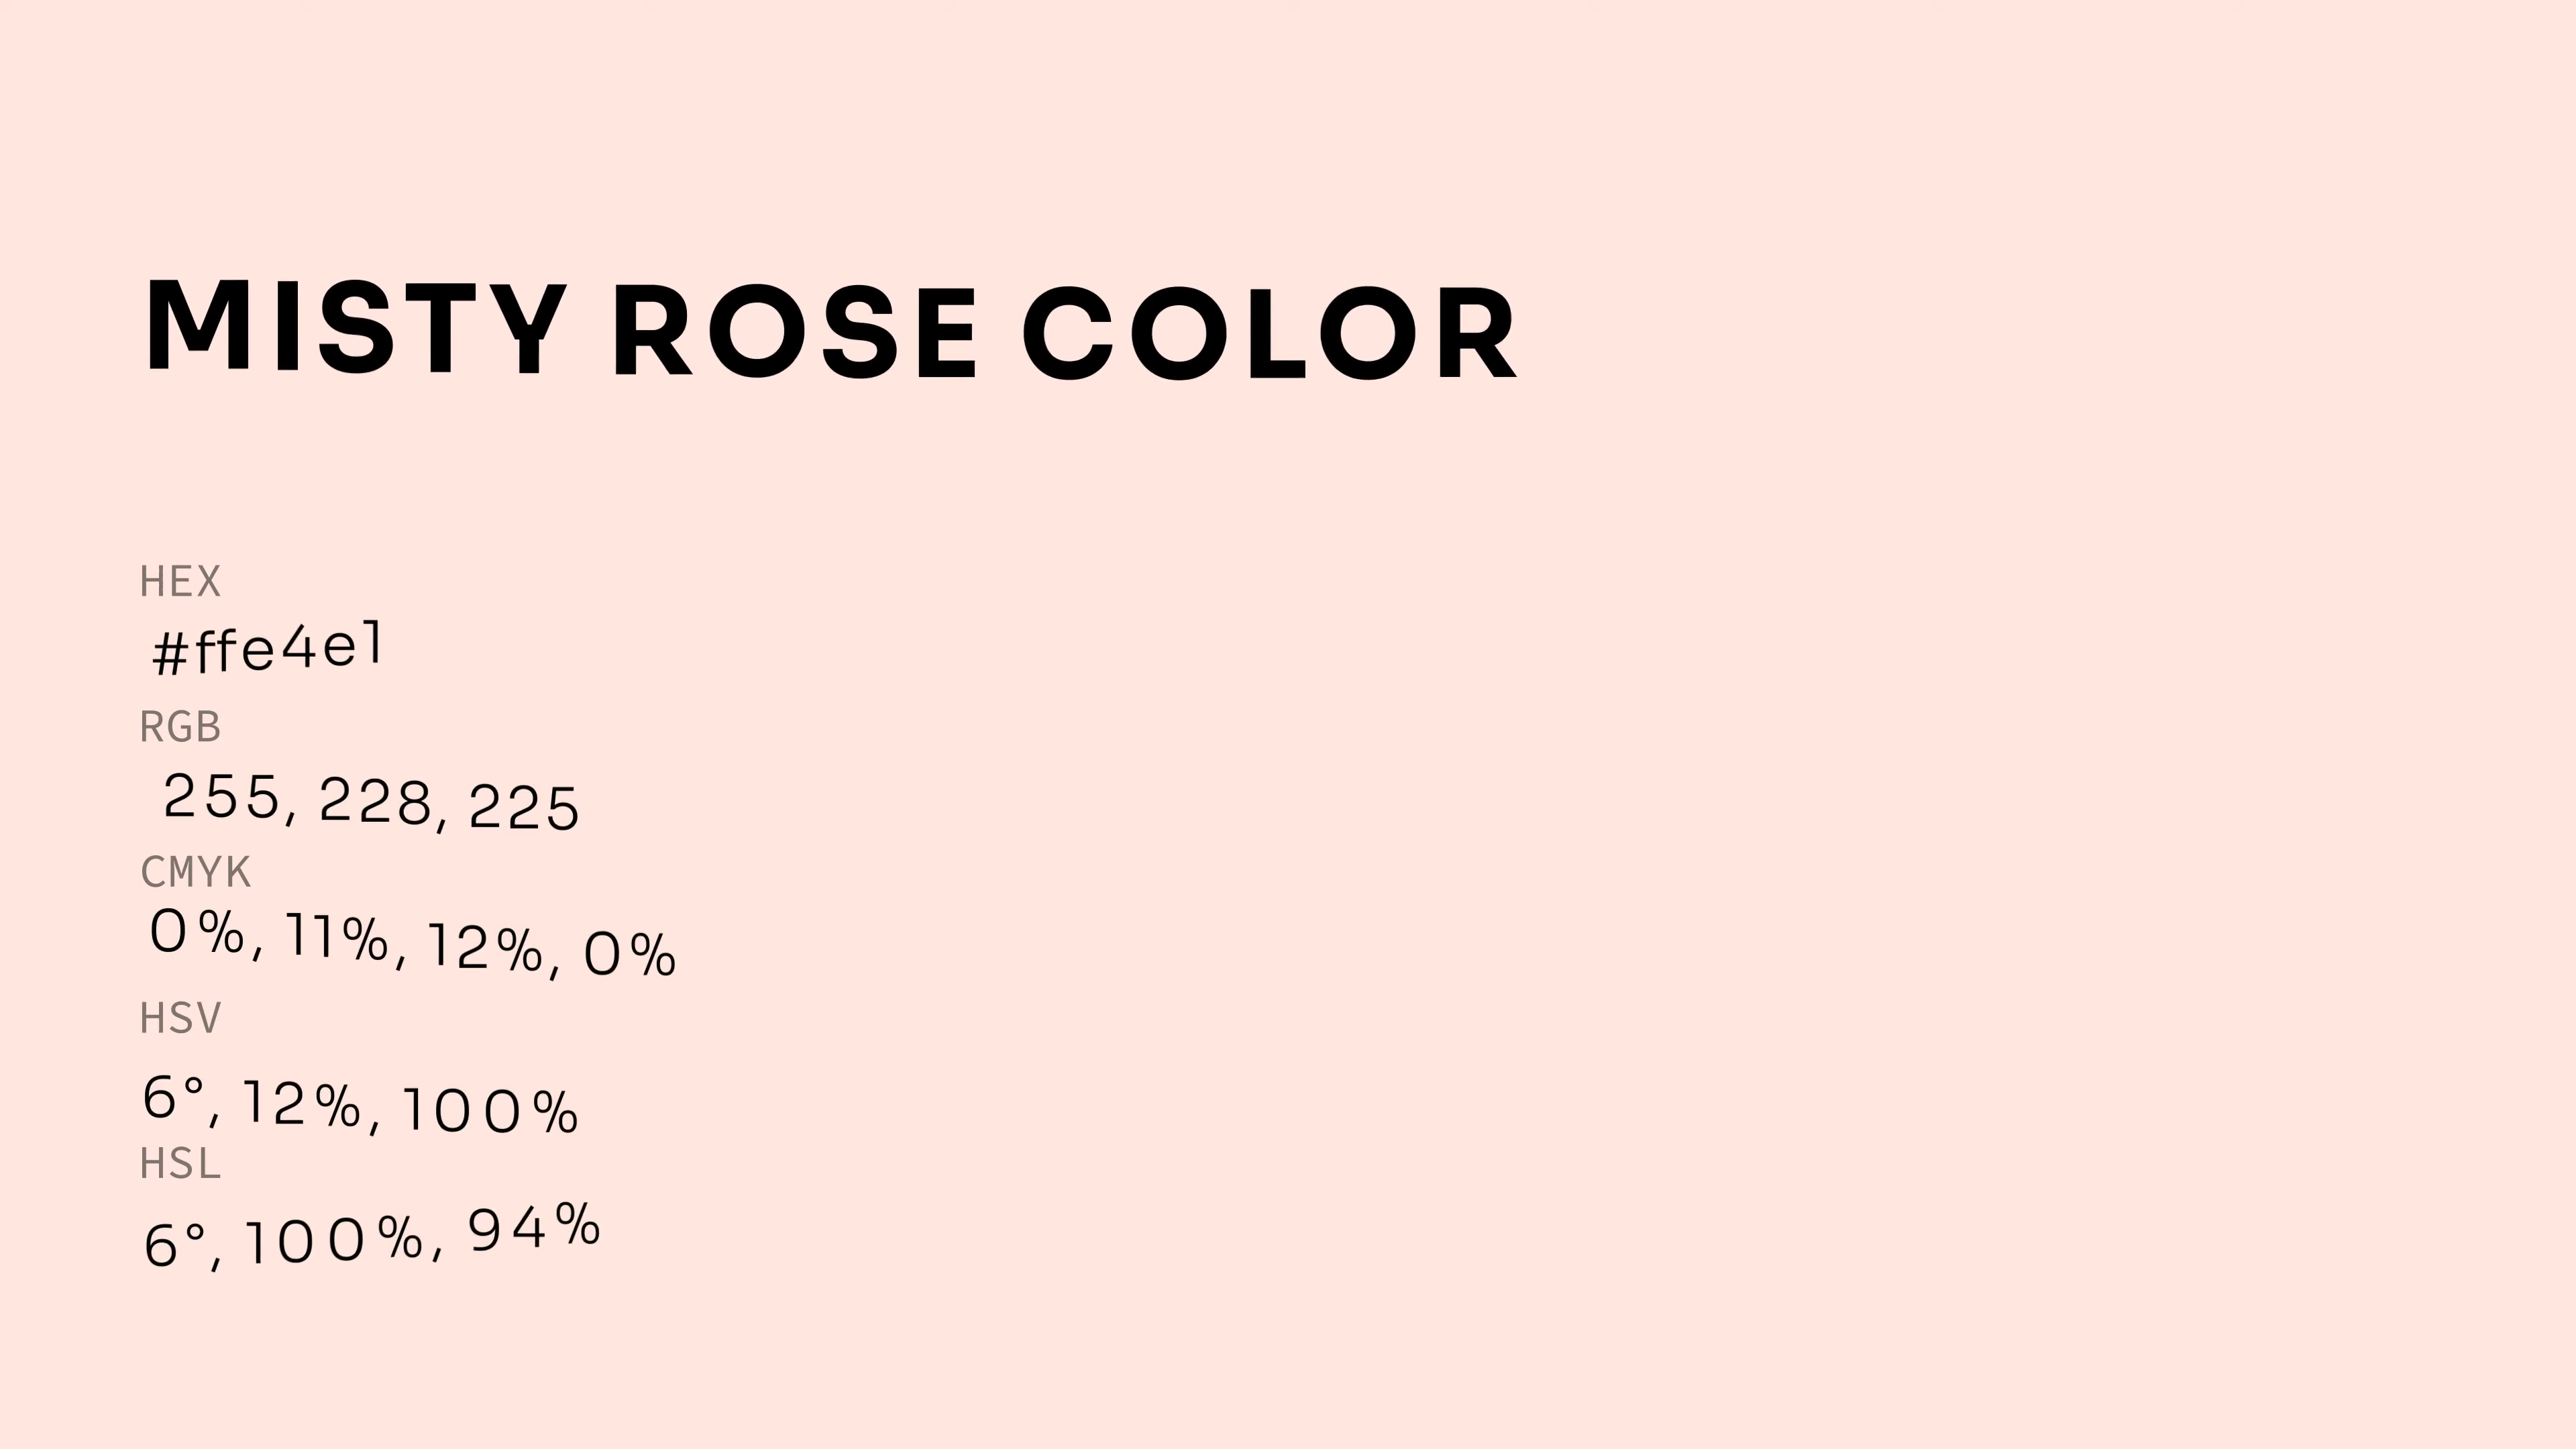 MISTY ROSE COLOR
HEX
#ffe4e1
RGB
255, 228, 225
CMYK
0%, 11%, 12%, 0%
HSV
6°, 12%, 100%
HSL
6°, 100%, 94%